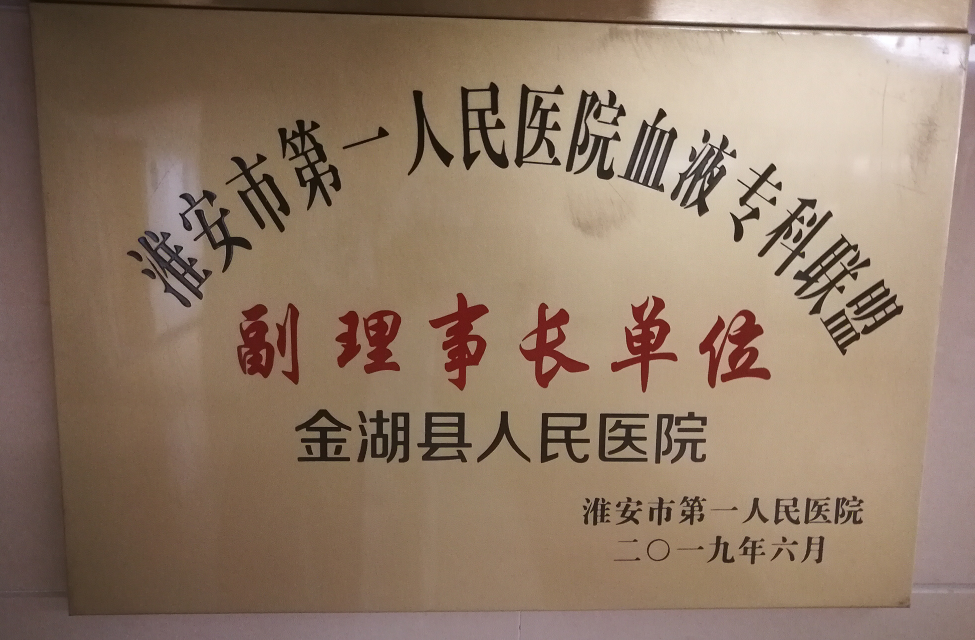 淮安市第一人民医院血液专科联盟
副理事长单位
金湖县人民医院
淮安市第一人民医院
二〇一九年六月